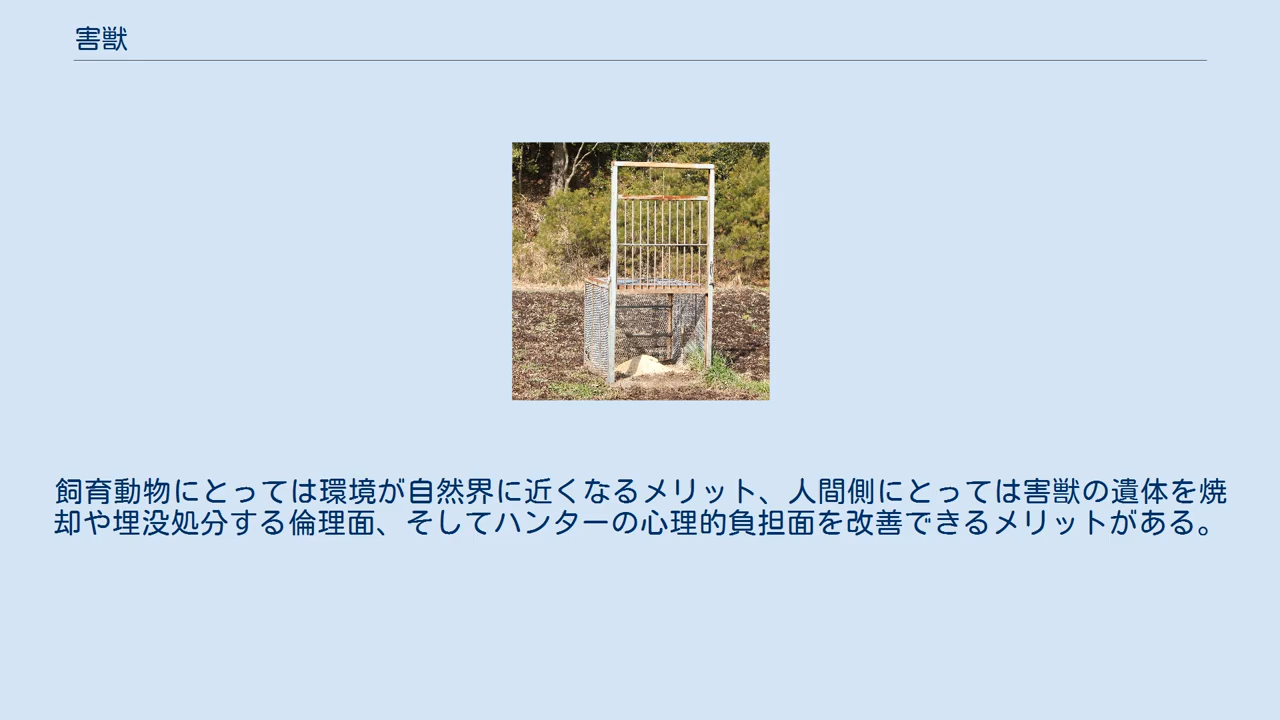 害獣
飼育動物にとっては環境が自然界に近くなるメリット、人間側にとっては害獣の遺体を焼
却や埋没処分する倫理面、そしてハンターの心理的負担面を改善できるメリットがある。